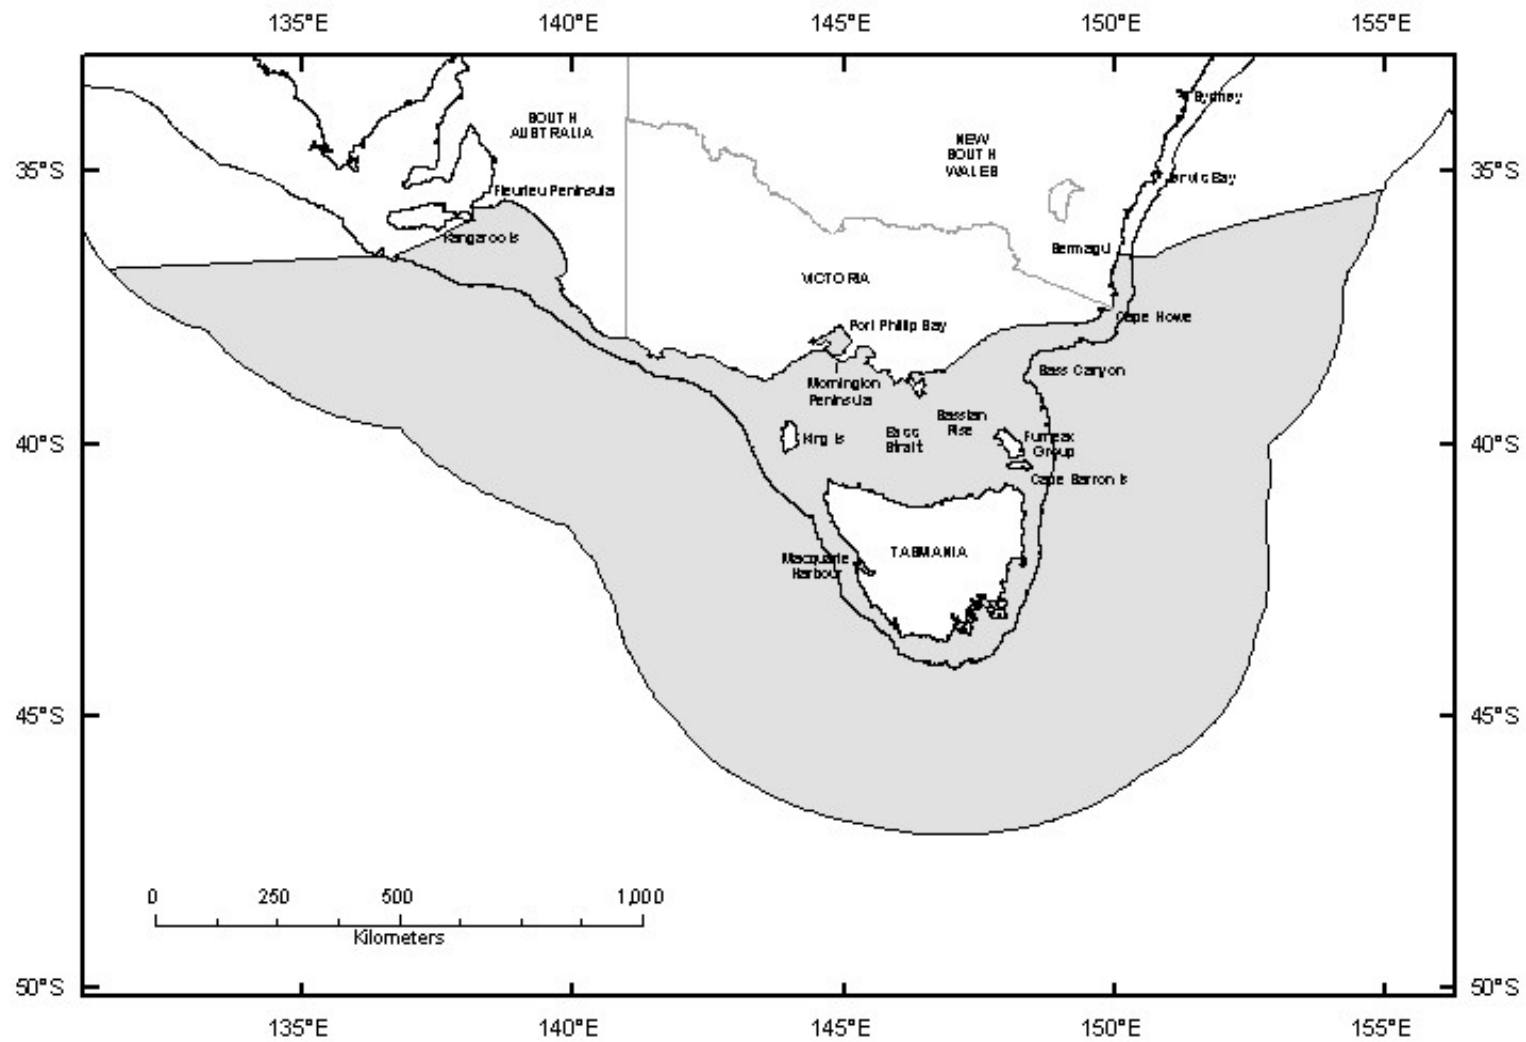 135°E 140°E 145°E 150°E 155°E
Sydney
SOUTH
AUSTRALIA
NEW
SOUTH
WALES
35°S 35°S
Jervis Bay
Fleurieu Peninsula
Kangaroo Is
Bermagui
VICTORIA
Cape Howe
Port Phillip Bay
Bass Canyon
Mornington
Peninsula
Bassian
Rise
King Is
Bass
Strait
Furneax
Group
40°S 40°S
Cape Barron Is
TASMANIA
Macquarie
Harbour
45°S 45°S
0 250 500 1,000
Kilometers
50°S 50°S
135°E 140°E 145°E 150°E 155°E